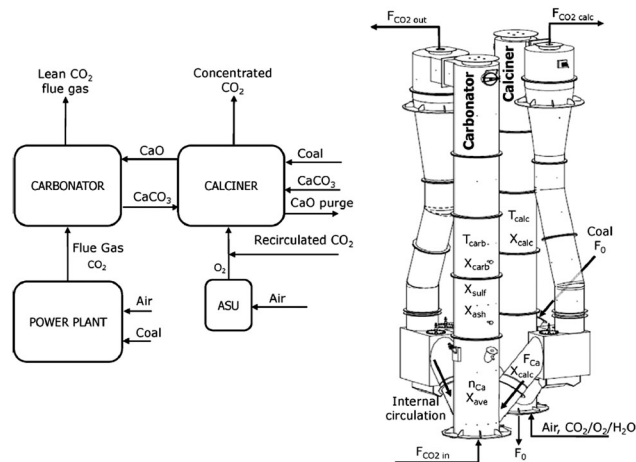 Lean CO2
flue gas
Concentrated
CO2
CARBONATOR
CaO
CaCO3
CALCINER
Coal
CaCO3
CaO purge
Flue Gas
CO2
O2
Recirculated CO2
POWER PLANT
Air
Coal
ASU
Air
FCO2 out
FCO2 calc
Carbonator
Calciner
Tcarb
Xcarb
Xsulf
Xash
Tcalc
Xcalc
Coal
F0
FCa
Xcalc
nCa
Xave
Internal
circulation
FCO2 in
F0
Air, CO2/O2/H2O